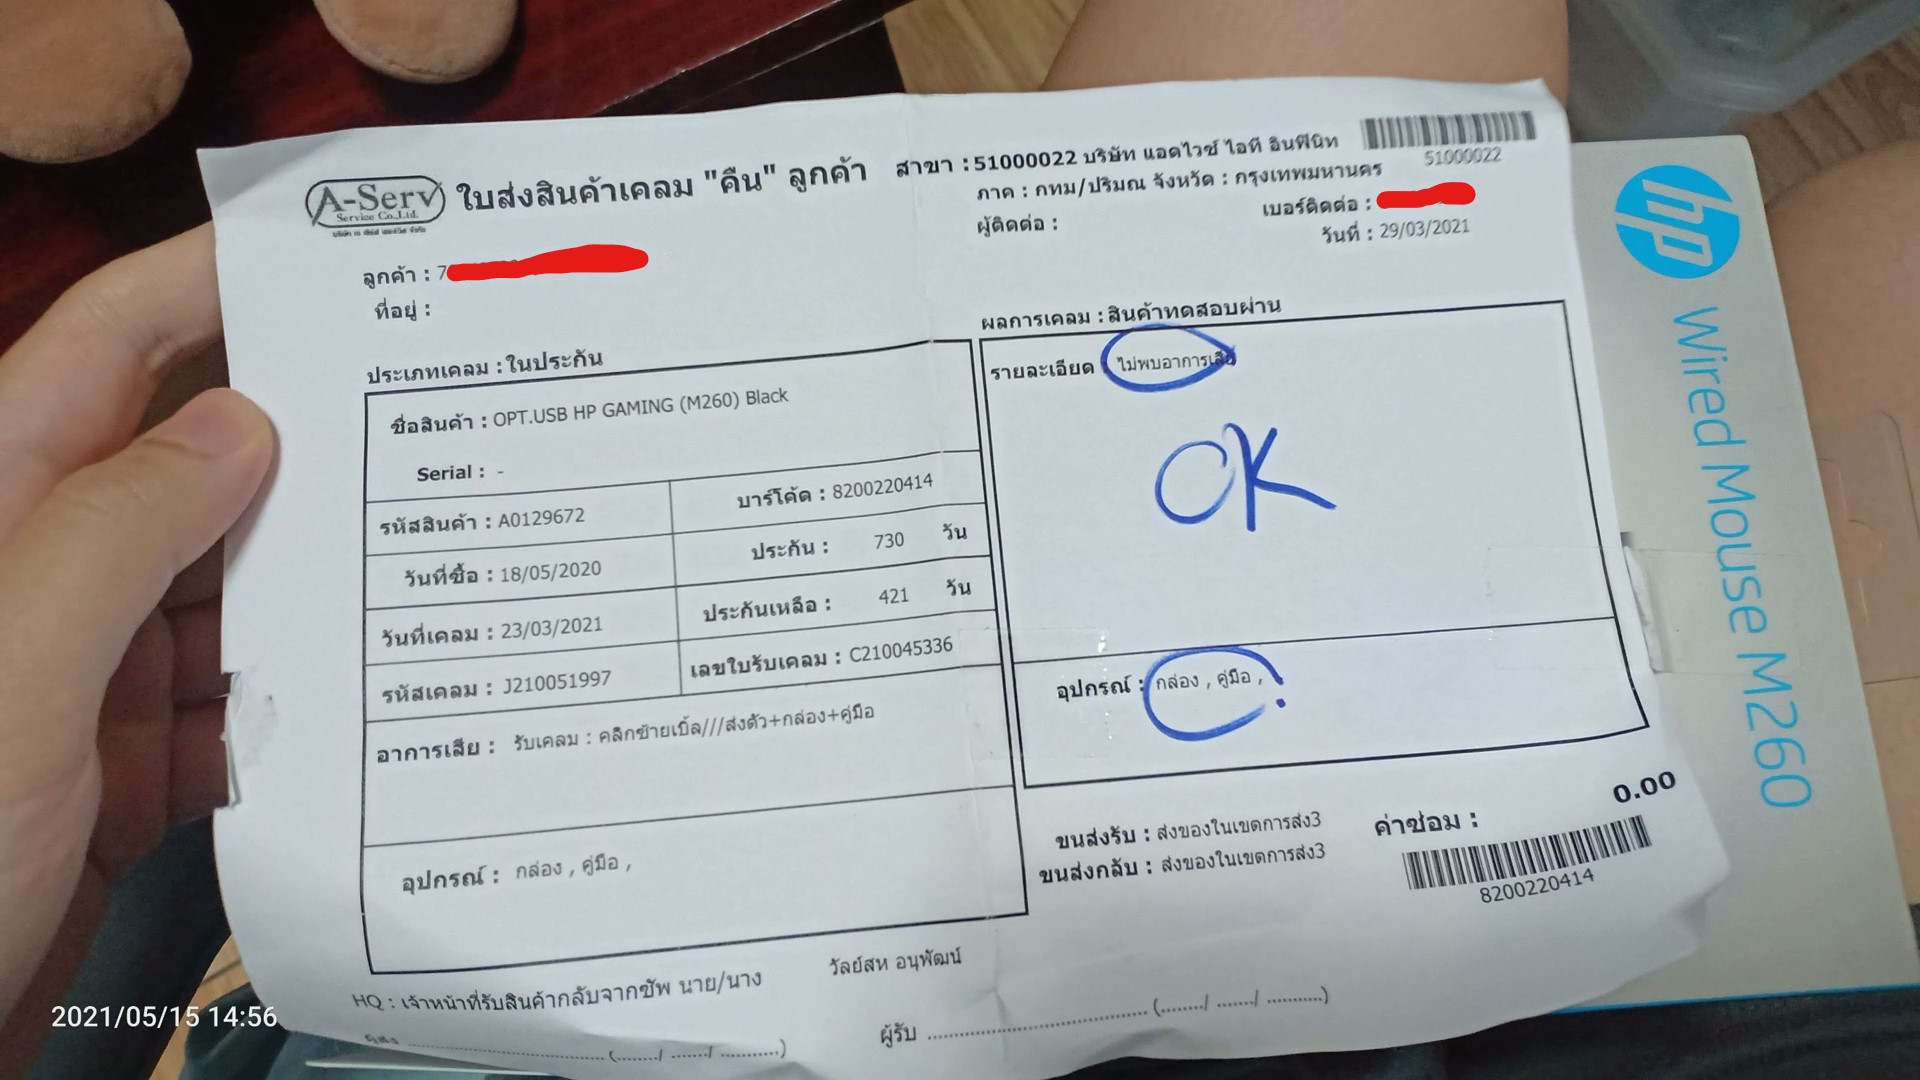 A-Serv
Service Co.,Ltd.
ใบส่งสินค้าเคลม "คืน" ลูกค้า
สาขา : 51000022 บริษัท แอดไวซ์ ไอที อินฟินิท
51000022
ภาค : กทม/ปริมณ จังหวัด : กรุงเทพมหานคร
ผู้ติดต่อ :
เบอร์ติดต่อ :
วันที่ : 29/03/2021
ลูกค้า : 7
ที่อยู่ :
ประเภทเคลม : ในประกัน
ชื่อสินค้า : OPT.USB HP GAMING (M260) Black
Serial : -
รหัสสินค้า : A0129672
บาร์โค้ด : 8200220414
วันที่ซื้อ : 18/05/2020
ประกัน : 730 วัน
วันที่เคลม : 23/03/2021
ประกันเหลือ : 421 วัน
รหัสเคลม : J210051997
เลขใบรับเคลม : C210045336
อาการเสีย : รับเคลม : คลิกซ้ายเบิ้ล///ส่งตัว+กล่อง+คู่มือ
อุปกรณ์ : กล่อง , คู่มือ ,
ผลการเคลม : สินค้าทดสอบผ่าน
รายละเอียด : ไม่พบอาการเสีย
OK
อุปกรณ์ : กล่อง , คู่มือ ,
ขนส่งรับ : ส่งของในเขตการส่ง3
ขนส่งกลับ : ส่งของในเขตการส่ง3
ค่าซ่อม : 0.00
8200220414
HQ : เจ้าหน้าที่รับสินค้ากลับจากซัพ นาย/นาง วัลย์สห อนุพัฒน์
(......../ ......./ ...........)
ผู้รับ ................................ (......../ ......./ ...........)
hp
Wired Mouse M260
2021/05/15 14:56